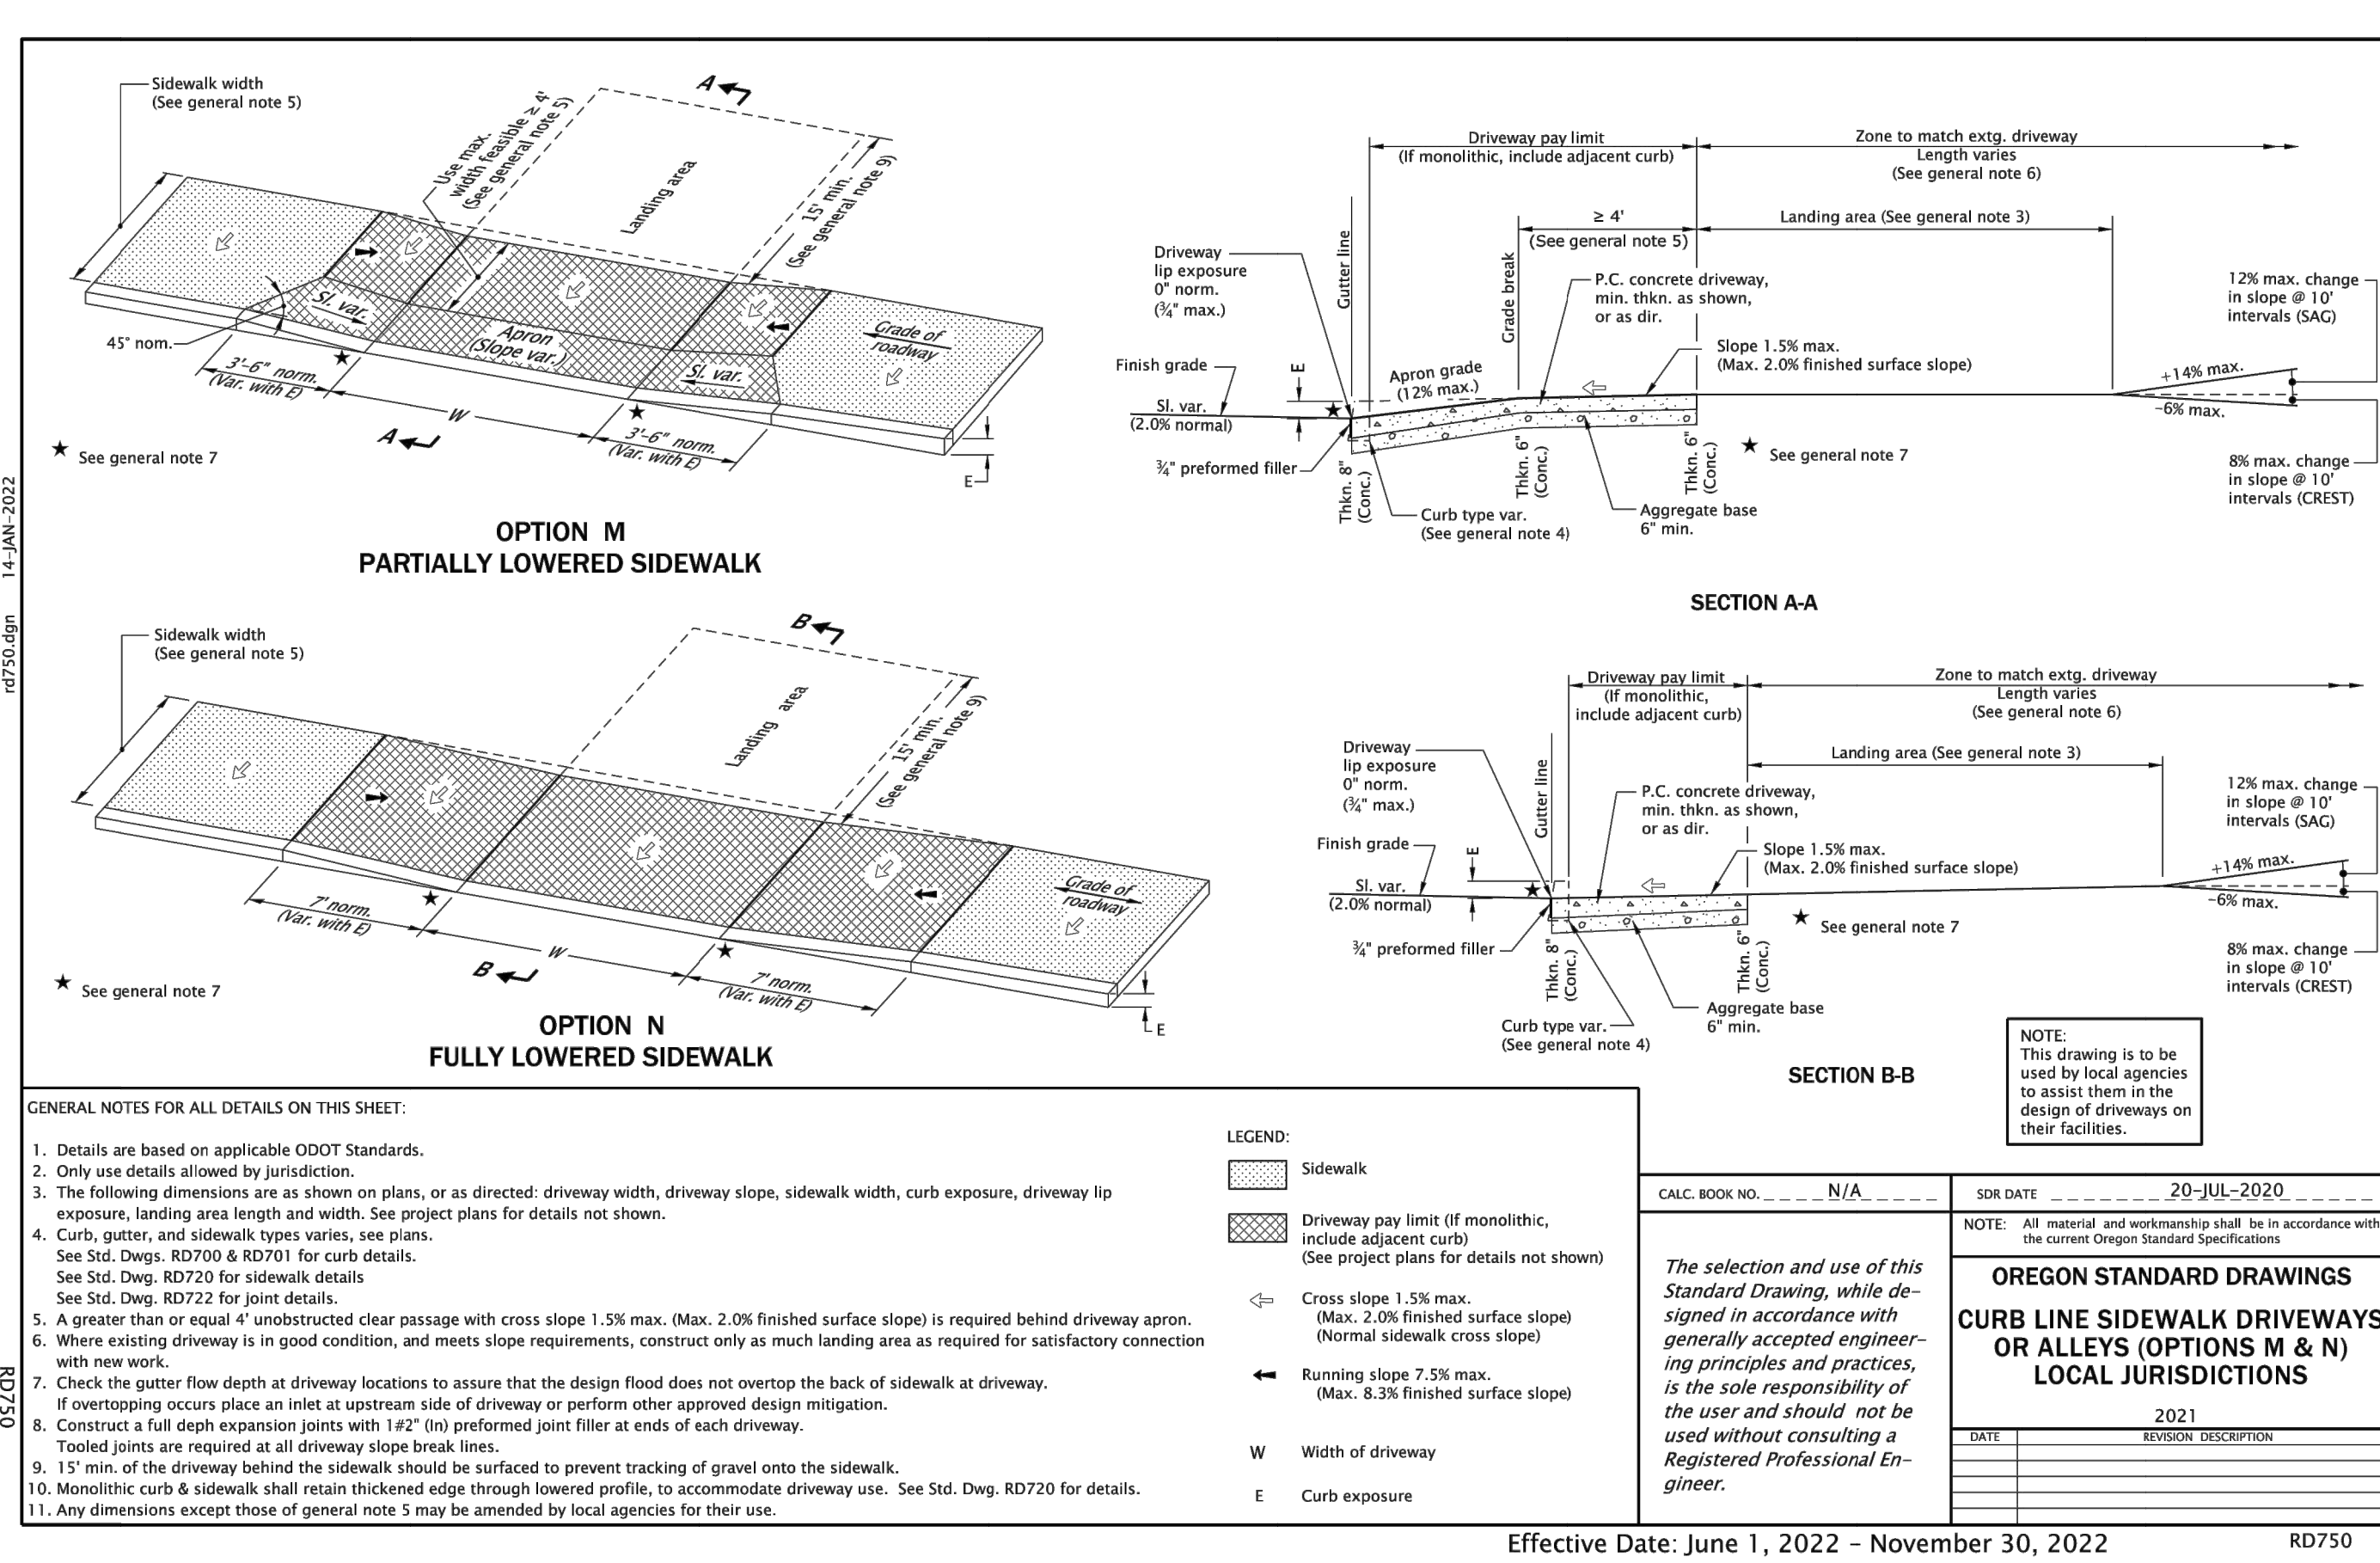 Sidewalk width
(See general note 5)
Use max.
width feasible ≥ 4'
(See general note 5)
A
Landing area
15' min.
(See general note 9)
Sl. var.
45° nom.
Apron
(Slope var.)
Sl. var.
Grade of
roadway
3'-6" norm.
(Var. with E)
W
A
3'-6" norm.
(Var. with E)
E
★ See general note 7
OPTION M
PARTIALLY LOWERED SIDEWALK
Driveway pay limit
(If monolithic, include adjacent curb)
Zone to match extg. driveway
Length varies
(See general note 6)
≥ 4'
(See general note 5)
Landing area (See general note 3)
Driveway
lip exposure
0" norm.
(¾" max.)
Gutter line
Grade break
P.C. concrete driveway,
min. thkn. as shown,
or as dir.
12% max. change
in slope @ 10'
intervals (SAG)
Finish grade
E
Apron grade
(12% max.)
Slope 1.5% max.
(Max. 2.0% finished surface slope)
+14% max.
-6% max.
Sl. var.
(2.0% normal)
¾" preformed filler
Thkn. 8"
(Conc.)
Thkn. 6"
(Conc.)
Thkn. 6"
(Conc.)
★ See general note 7
8% max. change
in slope @ 10'
intervals (CREST)
Curb type var.
(See general note 4)
Aggregate base
6" min.
SECTION A-A
Sidewalk width
(See general note 5)
B
Landing area
15' min.
(See general note 9)
Grade of
roadway
7' norm.
(Var. with E)
W
B
7' norm.
(Var. with E)
E
★ See general note 7
OPTION N
FULLY LOWERED SIDEWALK
Driveway pay limit
(If monolithic,
include adjacent curb)
Zone to match extg. driveway
Length varies
(See general note 6)
Landing area (See general note 3)
Driveway
lip exposure
0" norm.
(¾" max.)
Gutter line
P.C. concrete driveway,
min. thkn. as shown,
or as dir.
12% max. change
in slope @ 10'
intervals (SAG)
Finish grade
E
Slope 1.5% max.
(Max. 2.0% finished surface slope)
+14% max.
-6% max.
Sl. var.
(2.0% normal)
¾" preformed filler
Thkn. 8"
(Conc.)
Thkn. 6"
(Conc.)
★ See general note 7
8% max. change
in slope @ 10'
intervals (CREST)
Aggregate base
6" min.
Curb type var.
(See general note 4)
SECTION B-B
NOTE:
This drawing is to be
used by local agencies
to assist them in the
design of driveways on
their facilities.
14-JAN-2022
rd750.dgn
RD750
GENERAL NOTES FOR ALL DETAILS ON THIS SHEET:
1. Details are based on applicable ODOT Standards.
2. Only use details allowed by jurisdiction.
3. The following dimensions are as shown on plans, or as directed: driveway width, driveway slope, sidewalk width, curb exposure, driveway lip
exposure, landing area length and width. See project plans for details not shown.
4. Curb, gutter, and sidewalk types varies, see plans.
See Std. Dwgs. RD700 & RD701 for curb details.
See Std. Dwg. RD720 for sidewalk details
See Std. Dwg. RD722 for joint details.
5. A greater than or equal 4' unobstructed clear passage with cross slope 1.5% max. (Max. 2.0% finished surface slope) is required behind driveway apron.
6. Where existing driveway is in good condition, and meets slope requirements, construct only as much landing area as required for satisfactory connection
with new work.
7. Check the gutter flow depth at driveway locations to assure that the design flood does not overtop the back of sidewalk at driveway.
If overtopping occurs place an inlet at upstream side of driveway or perform other approved design mitigation.
8. Construct a full deph expansion joints with 1#2" (In) preformed joint filler at ends of each driveway.
Tooled joints are required at all driveway slope break lines.
9. 15' min. of the driveway behind the sidewalk should be surfaced to prevent tracking of gravel onto the sidewalk.
10. Monolithic curb & sidewalk shall retain thickened edge through lowered profile, to accommodate driveway use. See Std. Dwg. RD720 for details.
11. Any dimensions except those of general note 5 may be amended by local agencies for their use.
LEGEND:
Sidewalk
Driveway pay limit (If monolithic,
include adjacent curb)
(See project plans for details not shown)
Cross slope 1.5% max.
(Max. 2.0% finished surface slope)
(Normal sidewalk cross slope)
Running slope 7.5% max.
(Max. 8.3% finished surface slope)
W Width of driveway
E Curb exposure
CALC. BOOK NO. N/A
SDR DATE 20-JUL-2020
The selection and use of this
Standard Drawing, while de-
signed in accordance with
generally accepted engineer-
ing principles and practices,
is the sole responsibility of
the user and should not be
used without consulting a
Registered Professional En-
gineer.
NOTE: All material and workmanship shall be in accordance with
the current Oregon Standard Specifications
OREGON STANDARD DRAWINGS
CURB LINE SIDEWALK DRIVEWAYS
OR ALLEYS (OPTIONS M & N)
LOCAL JURISDICTIONS
2021
DATE REVISION DESCRIPTION
Effective Date: June 1, 2022 – November 30, 2022
RD750